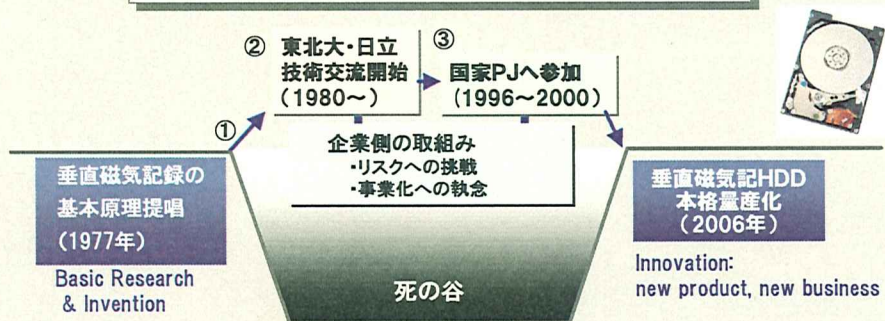 ②
東北大・日立
技術交流開始
(1980~)
③
国家PJへ参加
(1996~2000)
①
企業側の取組み
・リスクへの挑戦
・事業化への執念
垂直磁気記録の
基本原理提唱
(1977年)
Basic Research
& Invention
死の谷
垂直磁気記HDD
本格量産化
(2006年)
Innovation:
new product, new business